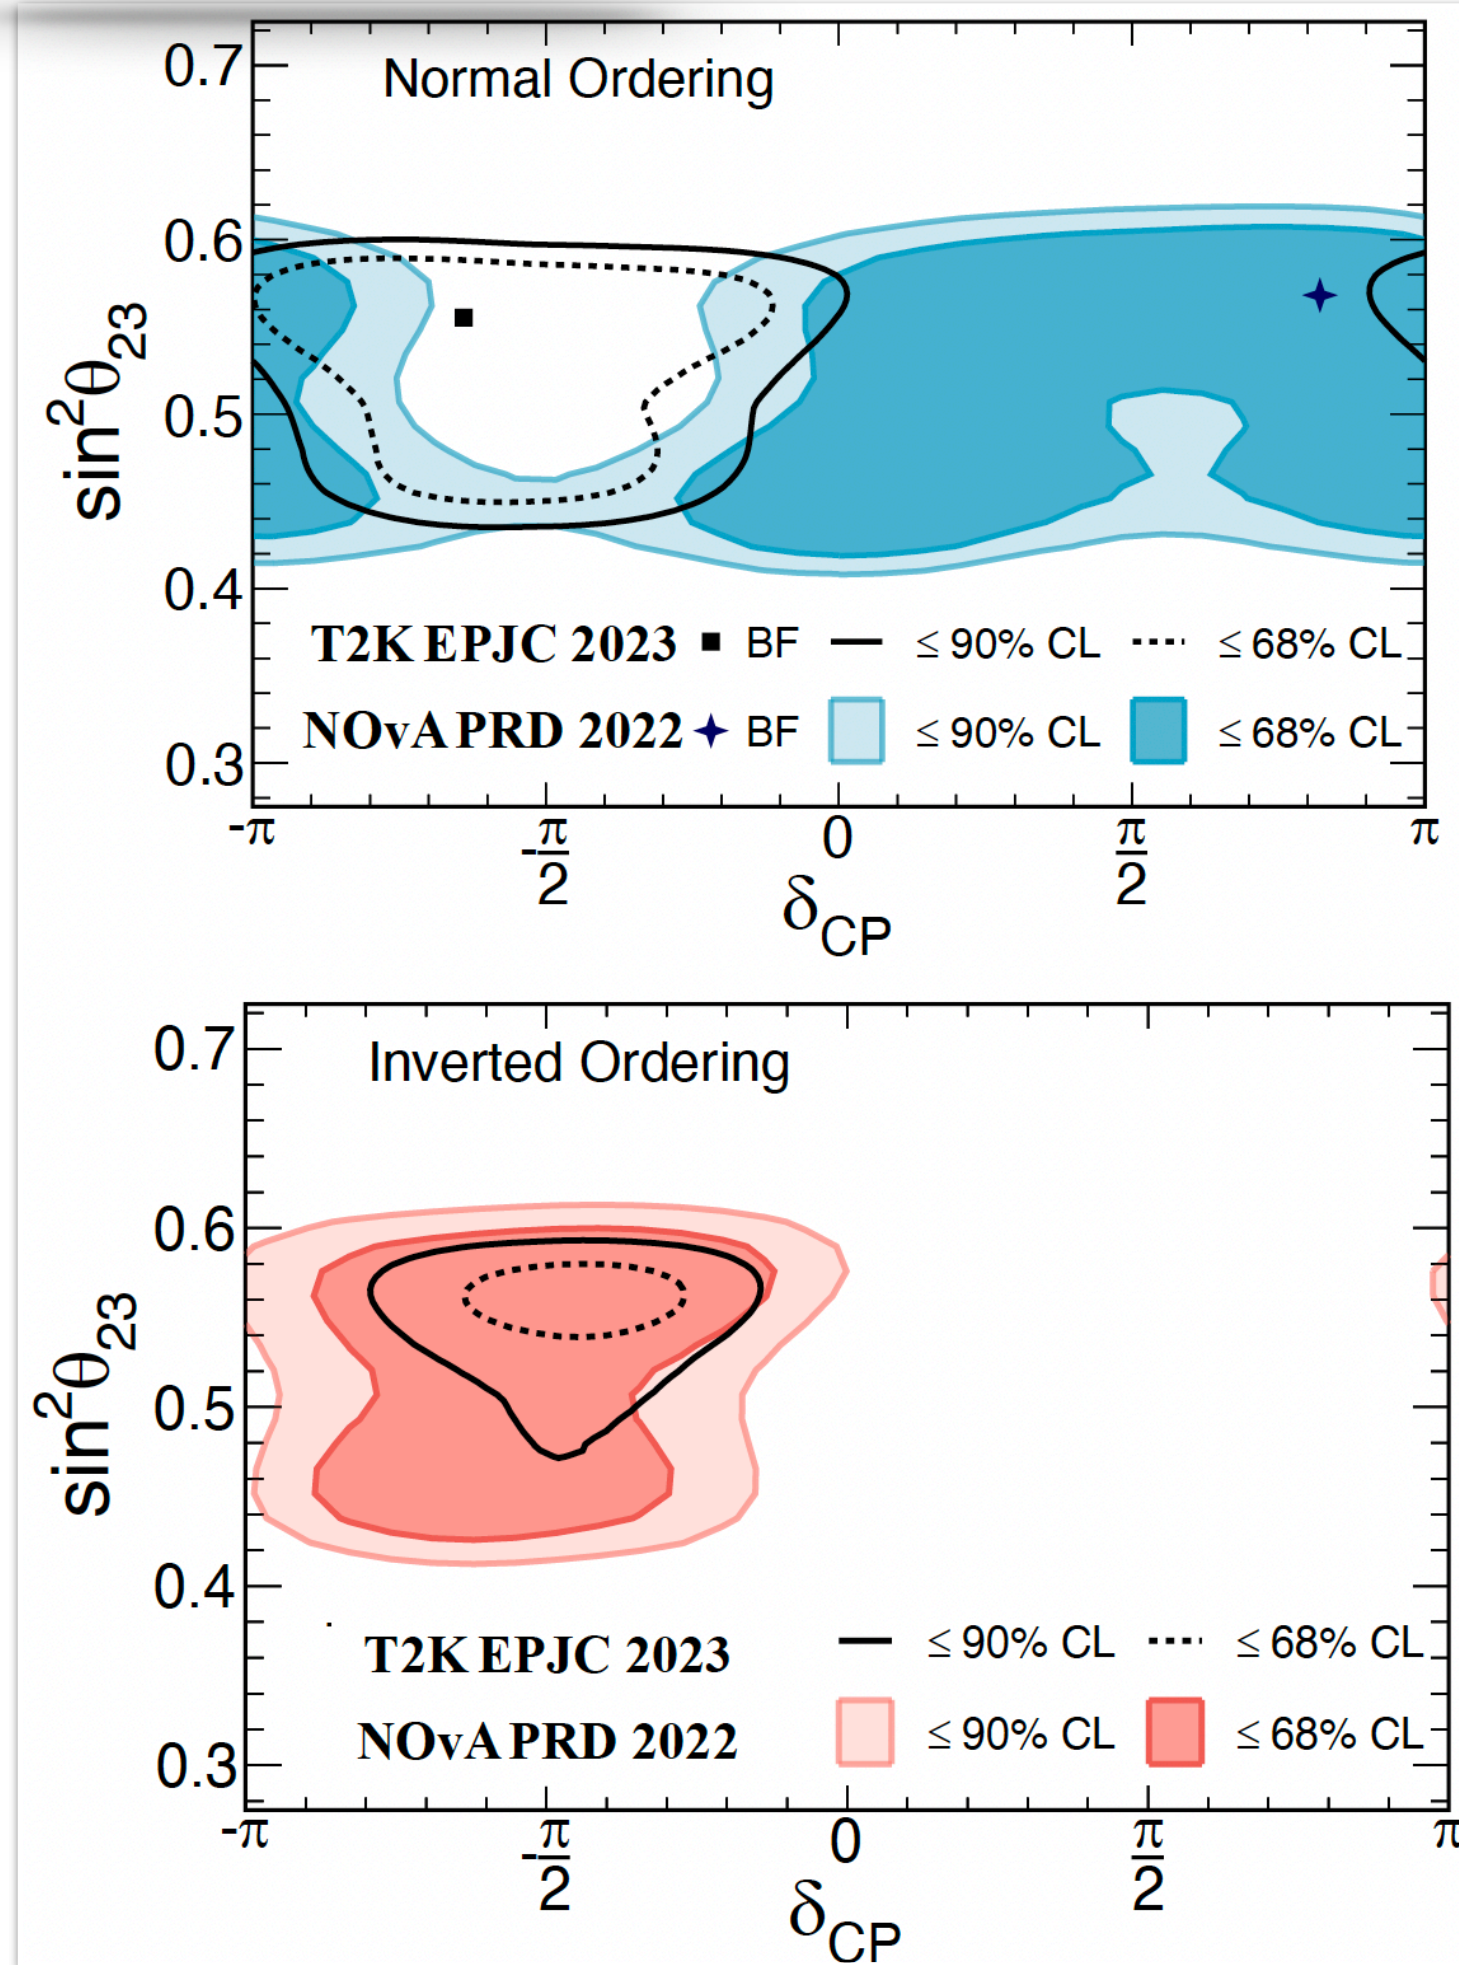 Normal Ordering
0.7
0.6
0.5
0.4
0.3
sin²θ₂₃
T2K EPJC 2023 BF ≤ 90% CL ≤ 68% CL
NOvA PRD 2022 BF ≤ 90% CL ≤ 68% CL
-π -π/2 0 π/2 π
δCP
Inverted Ordering
0.7
0.6
0.5
0.4
0.3
sin²θ₂₃
T2K EPJC 2023 ≤ 90% CL ≤ 68% CL
NOvA PRD 2022 ≤ 90% CL ≤ 68% CL
-π -π/2 0 π/2 π
δCP